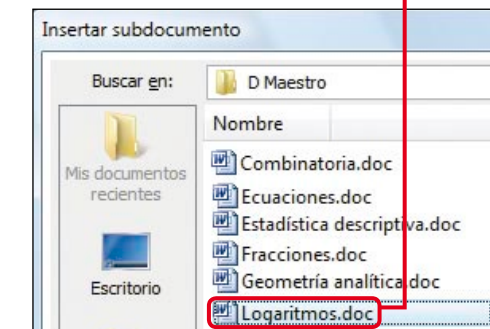 Insertar subdocumento
Buscar en:
D Maestro
Mis documentos
recientes
Escritorio
Nombre
Combinatoria.doc
Ecuaciones.doc
Estadística descriptiva.doc
Fracciones.doc
Geometría analítica.doc
Logaritmos.doc